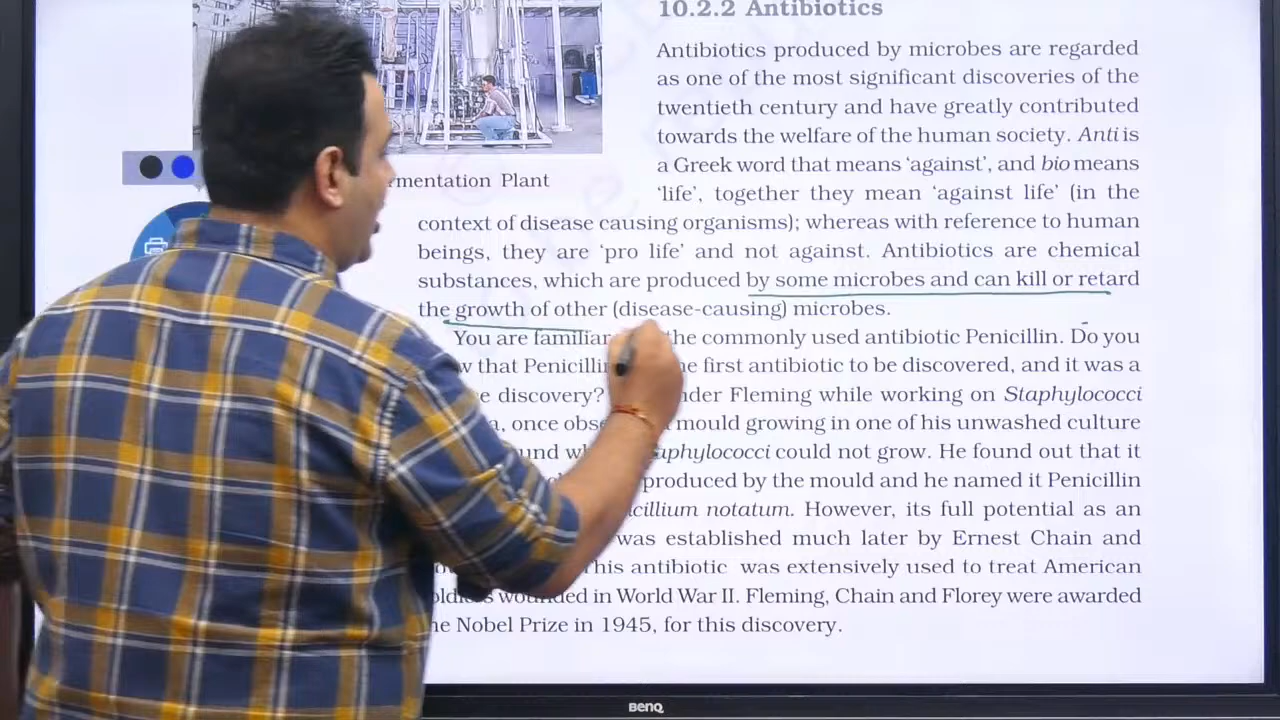 10.2.2 Antibiotics
Antibiotics produced by microbes are regarded
as one of the most significant discoveries of the
twentieth century and have greatly contributed
towards the welfare of the human society. Anti is
a Greek word that means ‘against’, and bio means
‘life’, together they mean ‘against life’ (in the
mentation Plant
context of disease causing organisms); whereas with reference to human
beings, they are ‘pro life’ and not against. Antibiotics are chemical
substances, which are produced by some microbes and can kill or retard
the growth of other (disease-causing) microbes.
You are familiar he commonly used antibiotic Penicillin. Do you
w that Penicillin e first antibiotic to be discovered, and it was a
e discovery? nder Fleming while working on Staphylococci
a, once obse mould growing in one of his unwashed culture
und wh aphylococci could not grow. He found out that it
produced by the mould and he named it Penicillin
cillium notatum. However, its full potential as an
was established much later by Ernest Chain and
his antibiotic was extensively used to treat American
oldiers wounded in World War II. Fleming, Chain and Florey were awarded
he Nobel Prize in 1945, for this discovery.
BENQ